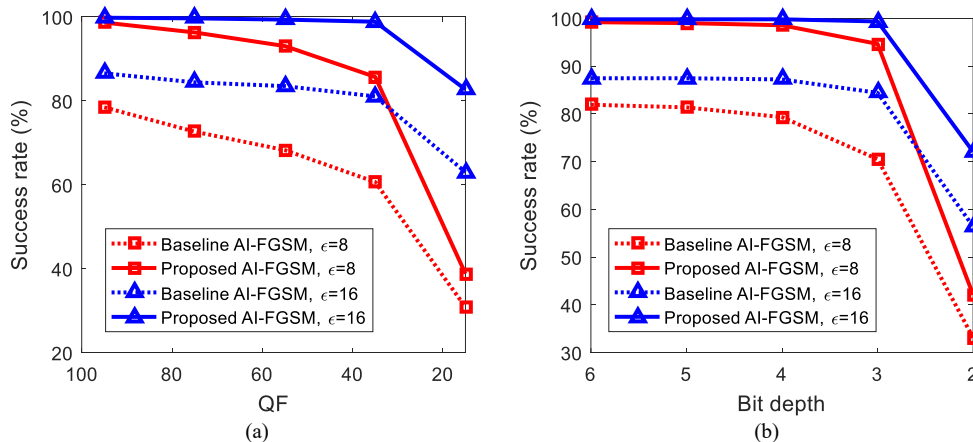 100
80
60
40
20
Success rate (%)
Baseline AI-FGSM, ϵ=8
Proposed AI-FGSM, ϵ=8
Baseline AI-FGSM, ϵ=16
Proposed AI-FGSM, ϵ=16
100 80 60 40 20
QF
(a)
100
90
80
70
60
50
40
30
Success rate (%)
Baseline AI-FGSM, ϵ=8
Proposed AI-FGSM, ϵ=8
Baseline AI-FGSM, ϵ=16
Proposed AI-FGSM, ϵ=16
6 5 4 3 2
Bit depth
(b)